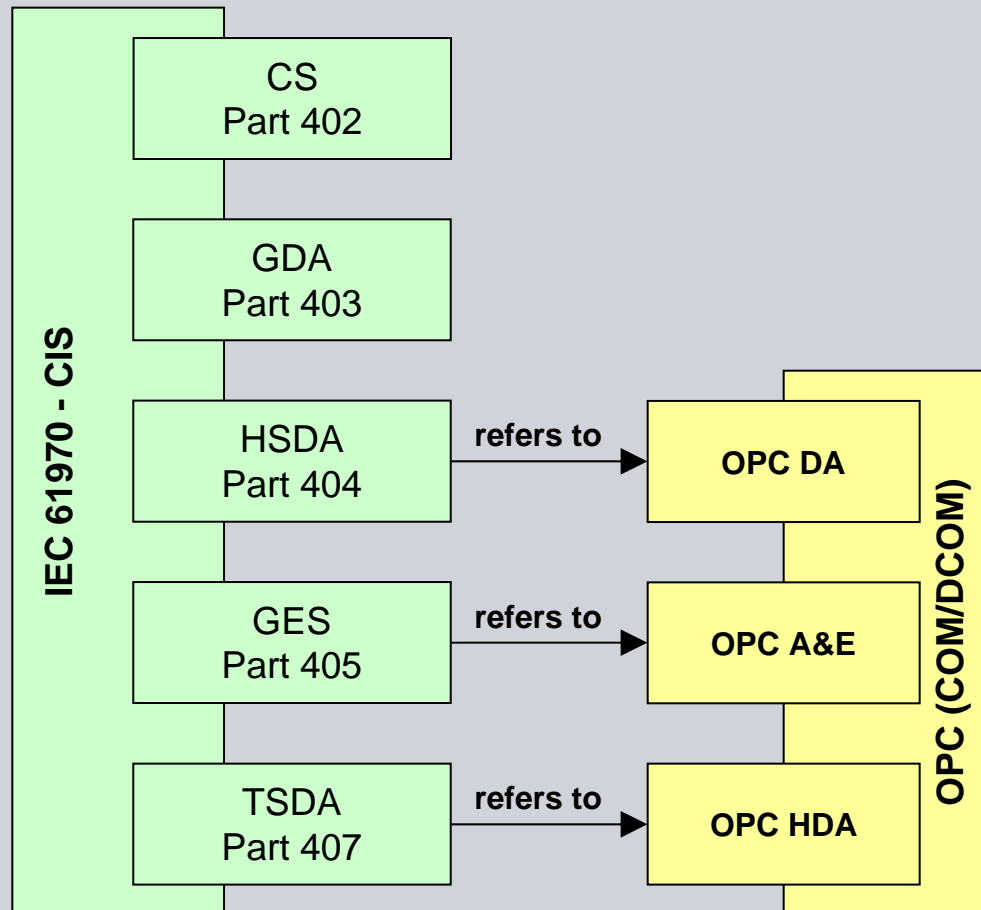 IEC 61970 - CIS
CS
Part 402
GDA
Part 403
HSDA
Part 404
refers to
OPC DA
GES
Part 405
refers to
OPC A&E
TSDA
Part 407
refers to
OPC HDA
OPC (COM/DCOM)